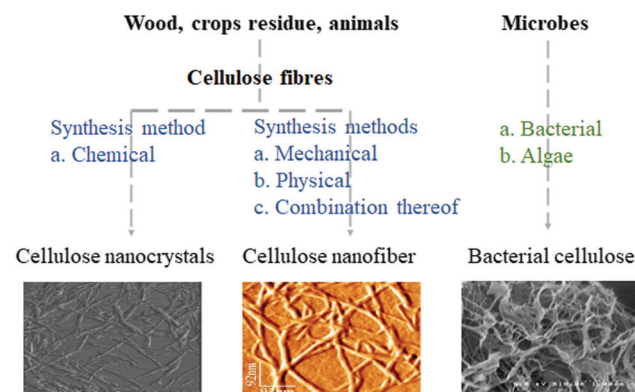 Wood, crops residue, animals
Microbes
Cellulose fibres
Synthesis method
a. Chemical
Synthesis methods
a. Mechanical
b. Physical
c. Combination thereof
a. Bacterial
b. Algae
Cellulose nanocrystals
Cellulose nanofiber
Bacterial cellulose
92nm